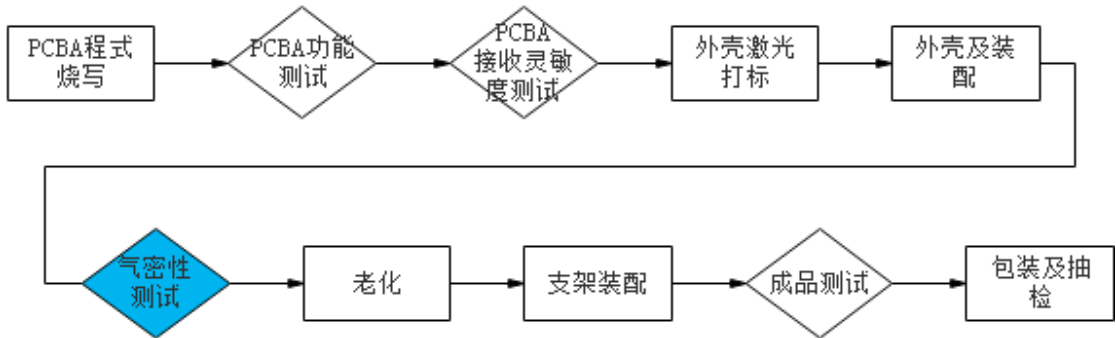 PCBA程式
烧写
PCBA功能
测试
PCBA
接收灵敏
度测试
外壳激光
打标
外壳及装
配
气密性
测试
老化
支架装配
成品测试
包装及抽
检